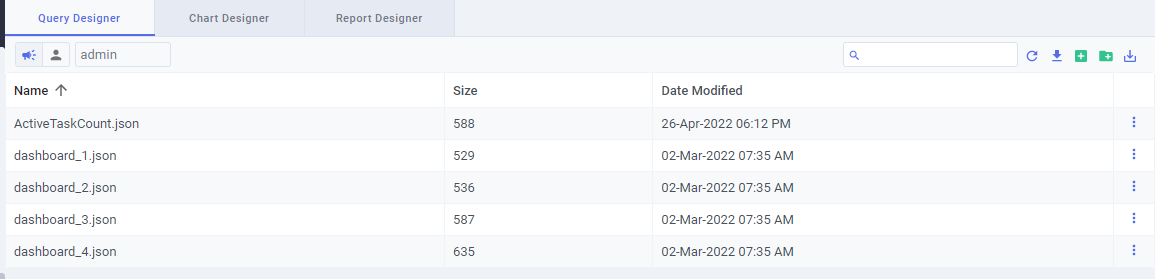 Query Designer Chart Designer Report Designer
admin
Name Size Date Modified
ActiveTaskCount.json 588 26-Apr-2022 06:12 PM
dashboard_1.json 529 02-Mar-2022 07:35 AM
dashboard_2.json 536 02-Mar-2022 07:35 AM
dashboard_3.json 587 02-Mar-2022 07:35 AM
dashboard_4.json 635 02-Mar-2022 07:35 AM